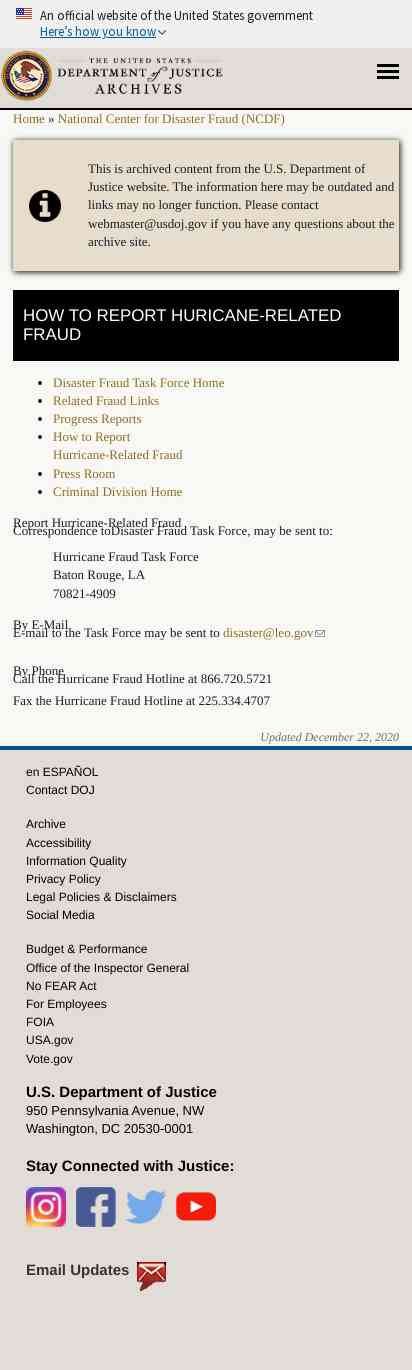 An official website of the United States government
Here's how you know
THE UNITED STATES
DEPARTMENT of JUSTICE
ARCHIVES
Home » National Center for Disaster Fraud (NCDF)
This is archived content from the U.S. Department of
Justice website. The information here may be outdated and
links may no longer function. Please contact
webmaster@usdoj.gov if you have any questions about the
archive site.
HOW TO REPORT HURICANE-RELATED
FRAUD
• Disaster Fraud Task Force Home
• Related Fraud Links
• Progress Reports
• How to Report
Hurricane-Related Fraud
• Press Room
• Criminal Division Home
Report Hurricane-Related Fraud
Correspondence toDisaster Fraud Task Force, may be sent to:
Hurricane Fraud Task Force
Baton Rouge, LA
70821-4909
By E-Mail
E-mail to the Task Force may be sent to disaster@leo.gov
By Phone
Call the Hurricane Fraud Hotline at 866.720.5721
Fax the Hurricane Fraud Hotline at 225.334.4707
Updated December 22, 2020
en ESPAÑOL
Contact DOJ
Archive
Accessibility
Information Quality
Privacy Policy
Legal Policies & Disclaimers
Social Media
Budget & Performance
Office of the Inspector General
No FEAR Act
For Employees
FOIA
USA.gov
Vote.gov
U.S. Department of Justice
950 Pennsylvania Avenue, NW
Washington, DC 20530-0001
Stay Connected with Justice:
Email Updates